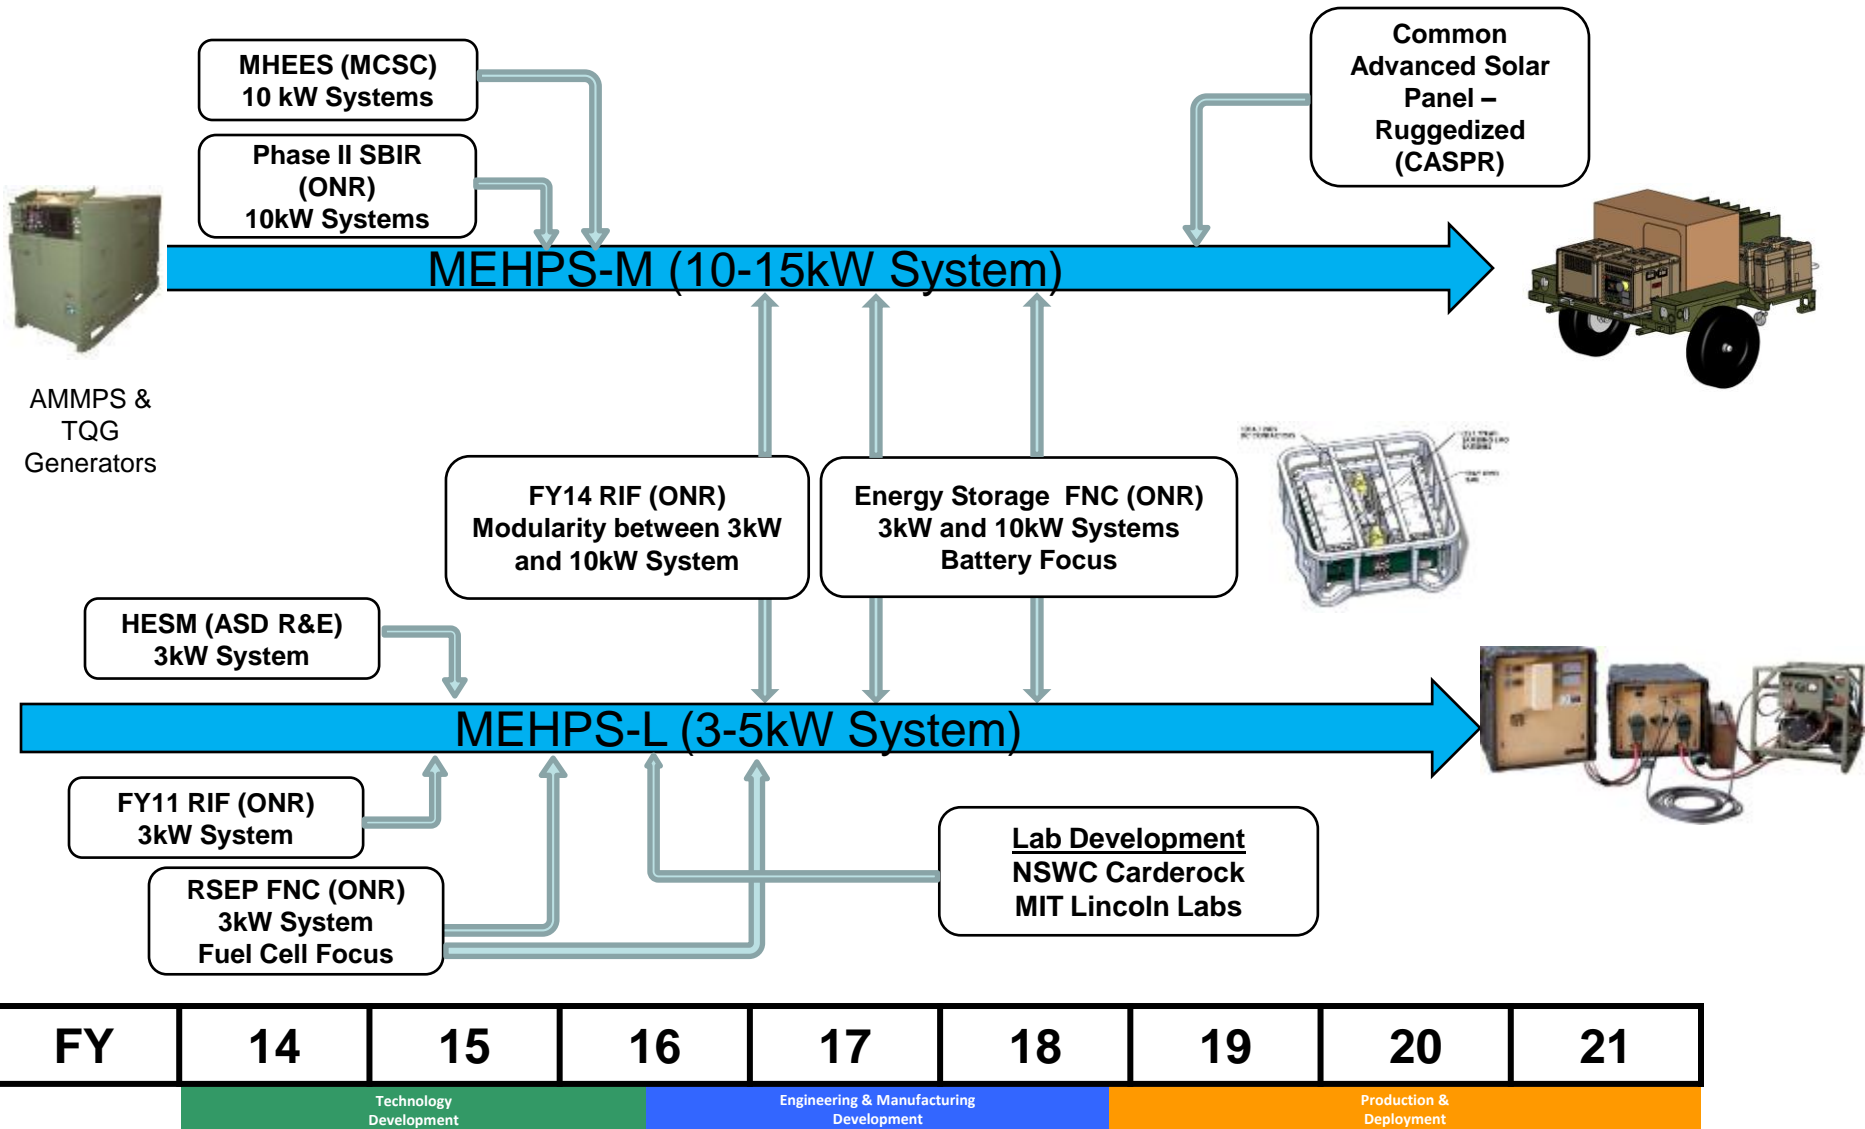 MHEES (MCSC)
10 kW Systems
Phase II SBIR
(ONR)
10kW Systems
Common
Advanced Solar
Panel –
Ruggedized
(CASPR)
MEHPS-M (10-15kW System)
AMMPS &
TQG
Generators
FY14 RIF (ONR)
Modularity between 3kW
and 10kW System
Energy Storage FNC (ONR)
3kW and 10kW Systems
Battery Focus
HESM (ASD R&E)
3kW System
MEHPS-L (3-5kW System)
FY11 RIF (ONR)
3kW System
RSEP FNC (ONR)
3kW System
Fuel Cell Focus
Lab Development
NSWC Carderock
MIT Lincoln Labs
FY 14 15 16 17 18 19 20 21
Technology
Development
Engineering & Manufacturing
Development
Production &
Deployment